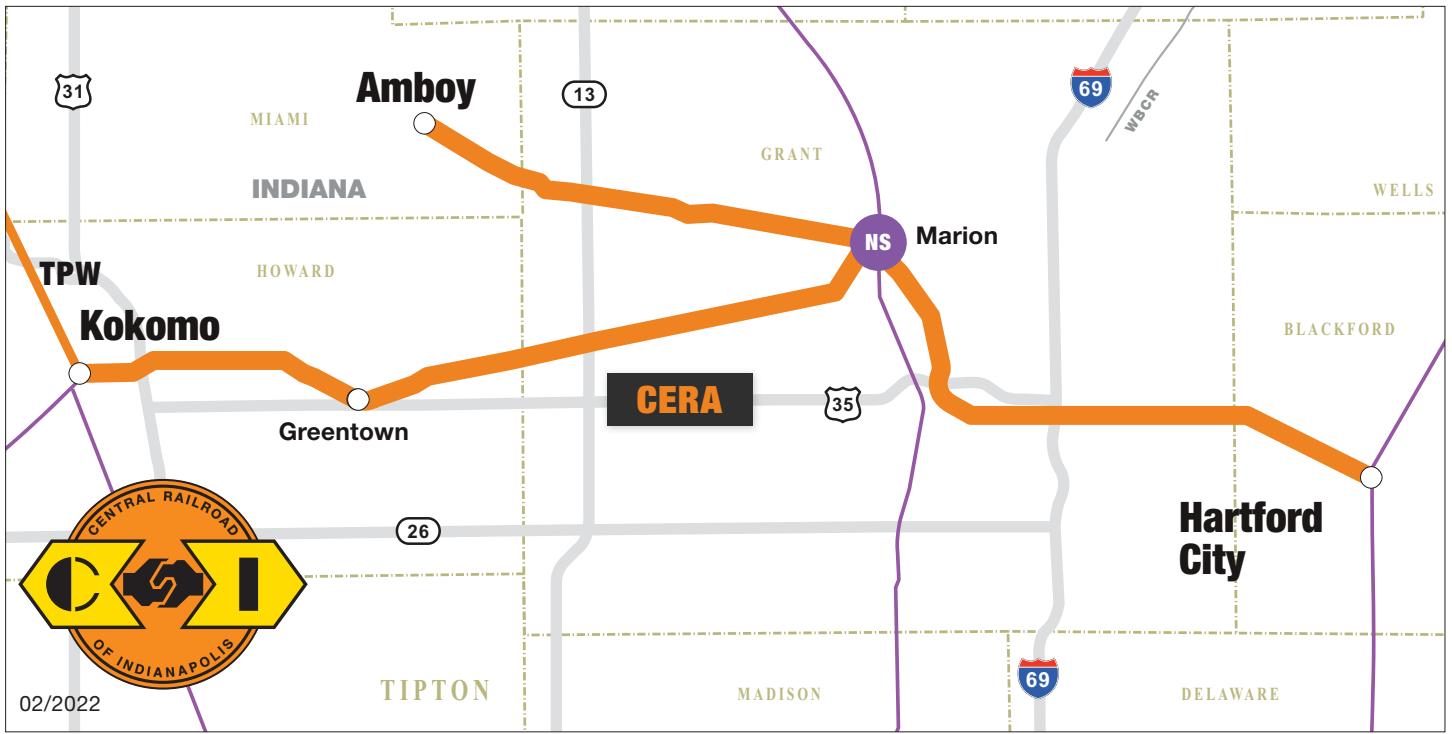 31
Amboy
13
69
WBCR
MIAMI
GRANT
INDIANA
WELLS
NS
Marion
HOWARD
TPW
Kokomo
BLACKFORD
CERA
35
Greentown
CENTRAL RAILROAD
C I
OF INDIANAPOLIS
26
Hartford
City
TIPTON
MADISON
69
DELAWARE
02/2022